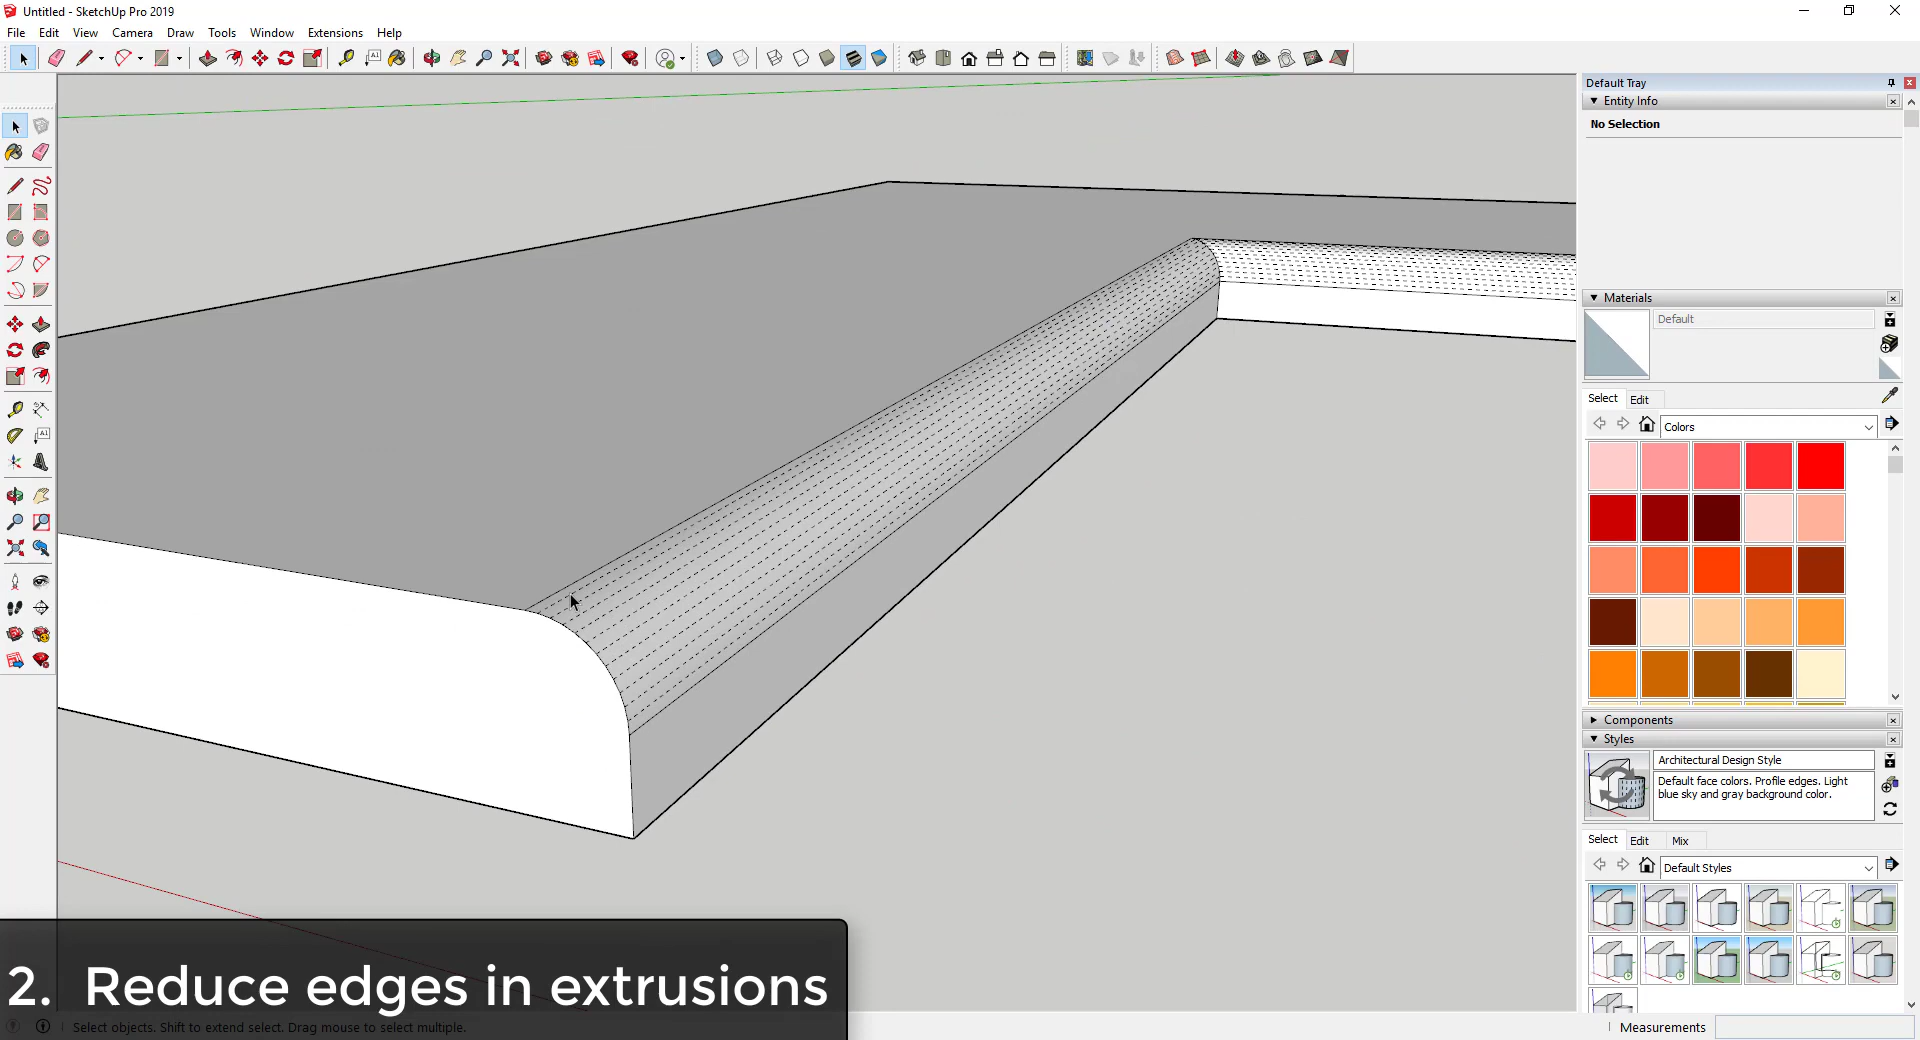 Untitled - SketchUp Pro 2019
File Edit View Camera Draw Tools Window Extensions Help
Default Tray
Entity Info
No Selection
Materials
Default
Select Edit
Colors
Components
Styles
Architectural Design Style
Default face colors. Profile edges. Light
blue sky and gray background color.
Select Edit Mix
Default Styles
2. Reduce edges in extrusions
Select objects. Shift to extend select. Drag mouse to select multiple.
Measurements